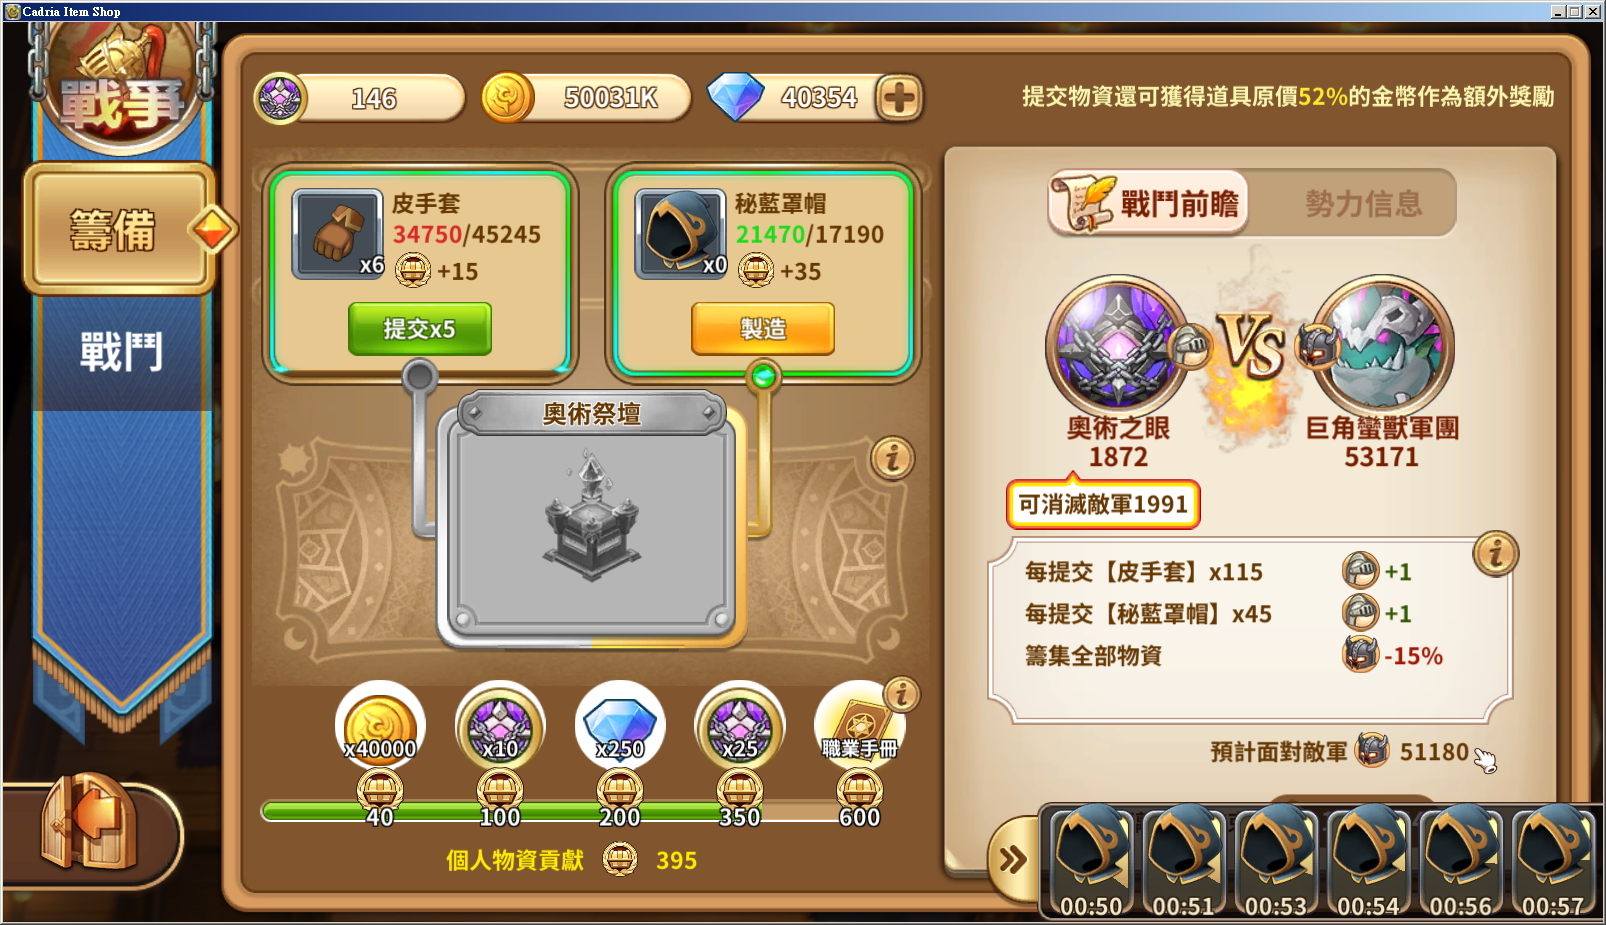 Cadria Item Shop
戰爭
籌備
戰鬥
146
50031K
40354
提交物資還可獲得道具原價52%的金幣作為額外獎勵
皮手套
34750/45245
x6
+15
提交x5
秘藍罩帽
21470/17190
x0
+35
製造
奧術祭壇
x40000
x10
x250
x25
職業手冊
40
100
200
350
600
個人物資貢獻 395
戰鬥前瞻
勢力信息
VS
奧術之眼
1872
巨角蠻獸軍團
53171
可消滅敵軍1991
每提交【皮手套】x115 +1
每提交【秘藍罩帽】x45 +1
籌集全部物資 -15%
預計面對敵軍 51180
00:50
00:51
00:53
00:54
00:56
00:57